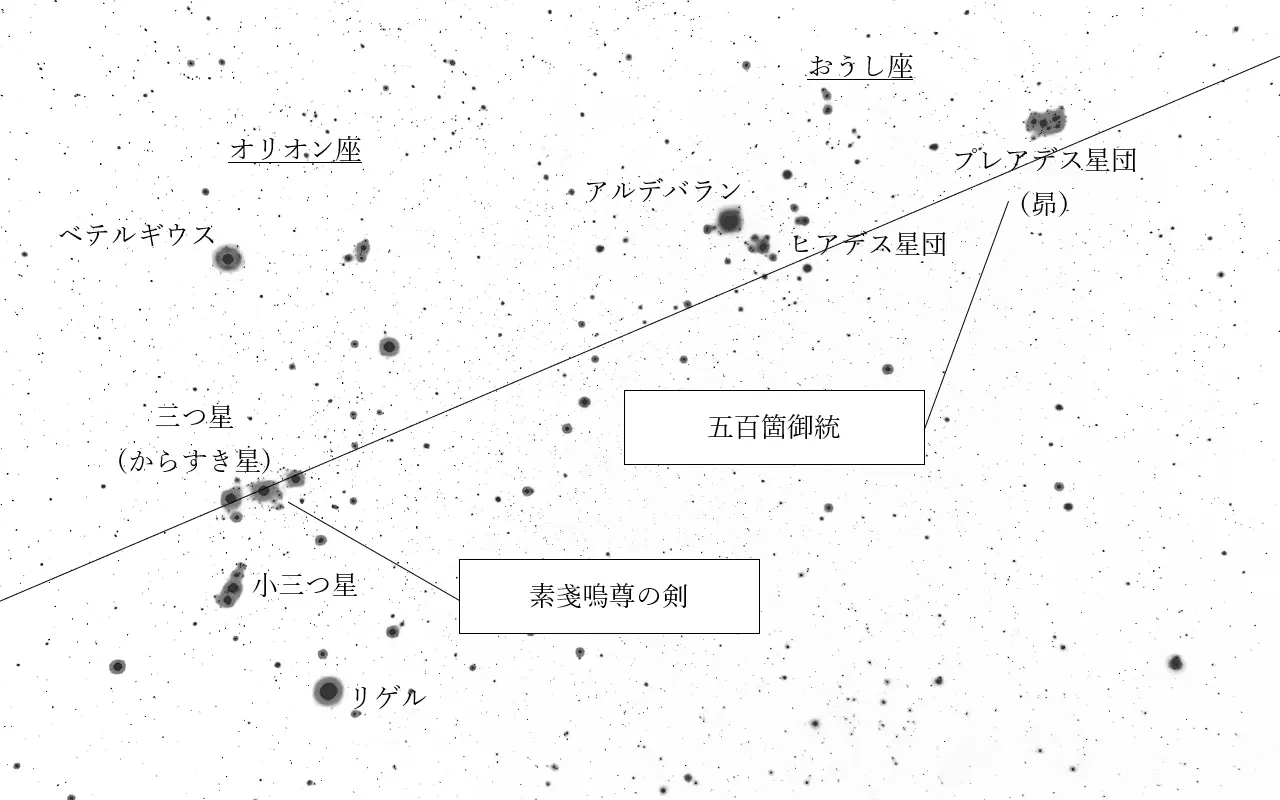 おうし座
オリオン座
プレアデス星団
（昴）
アルデバラン
ベテルギウス
ヒアデス星団
三つ星
（からすき星）
五百箇御統
小三つ星
素戔嗚尊の剣
リゲル